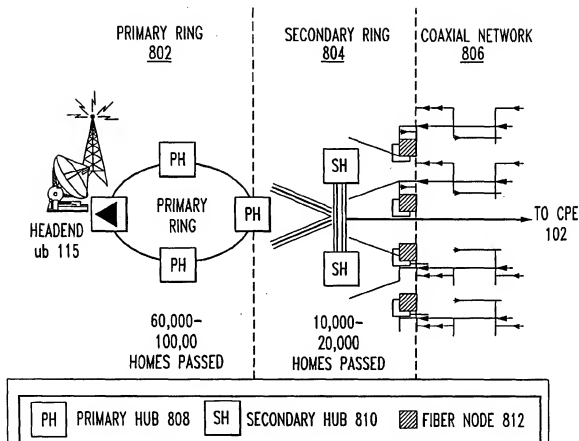 PRIMARY RING
802
SECONDARY RING
804
COAXIAL NETWORK
806
PH
SH
PRIMARY
RING
PH
PH
HEADEND
ub 115
TO CPE
102
PH
SH
60,000–
100,00
HOMES PASSED
10,000–
20,000
HOMES PASSED
PH PRIMARY HUB 808 SH SECONDARY HUB 810 FIBER NODE 812